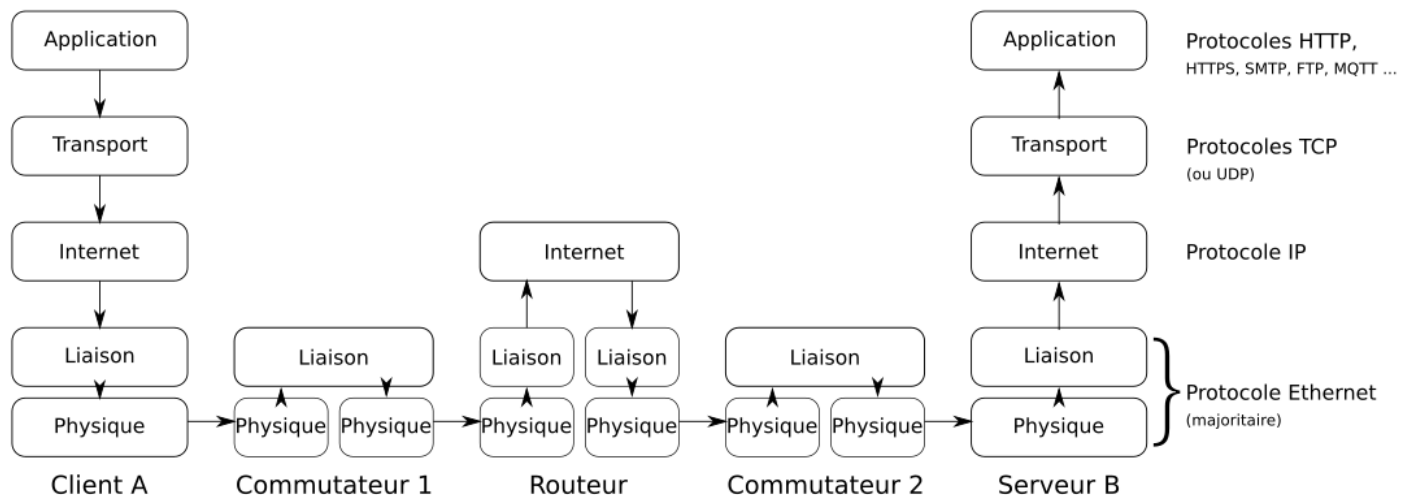 Application
Application
Protocoles HTTP,
HTTPS, SMTP, FTP, MQTT ...
Transport
Transport
Protocoles TCP
(ou UDP)
Internet
Internet
Internet
Protocole IP
Liaison
Liaison
Liaison
Liaison
Liaison
Liaison
Protocole Ethernet
(majoritaire)
Physique
Physique
Physique
Physique
Physique
Physique
Physique
Physique
Client A
Commutateur 1
Routeur
Commutateur 2
Serveur B